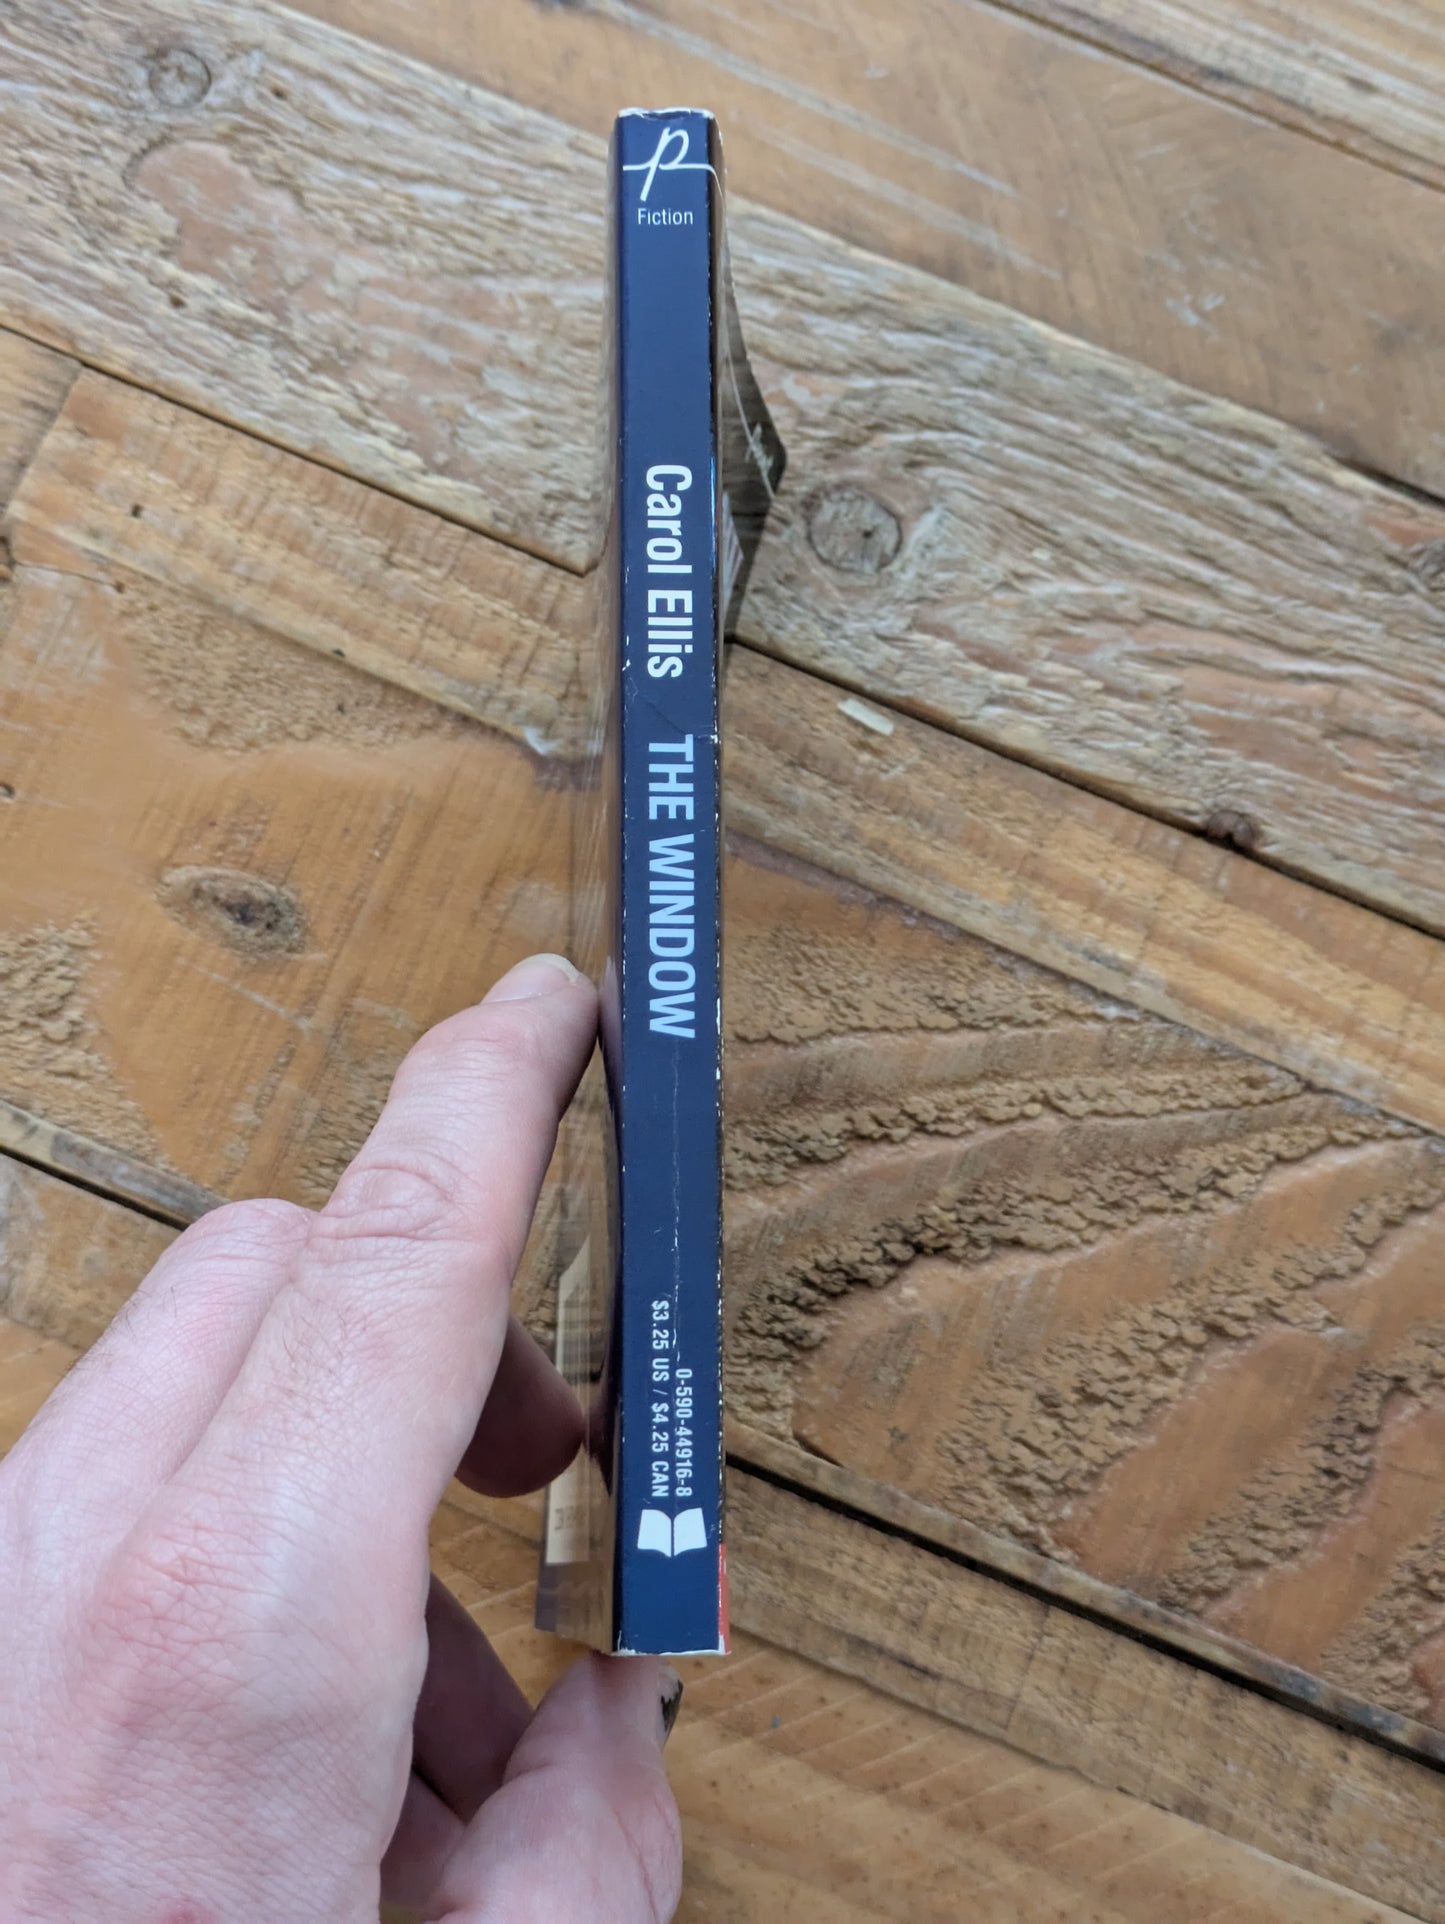 p
Fiction
Carol Ellis THE WINDOW
0-590-44916-8
$3.25 US / $4.25 CAN